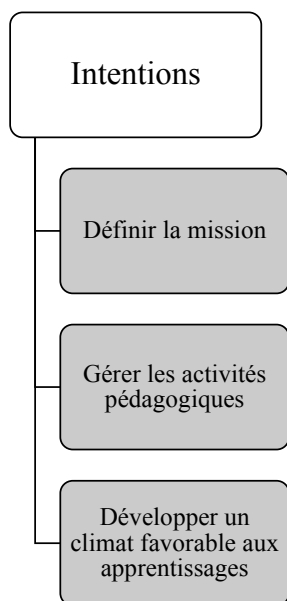 Intentions
Définir la mission
Gérer les activités
pédagogiques
Développer un
climat favorable aux
apprentissages